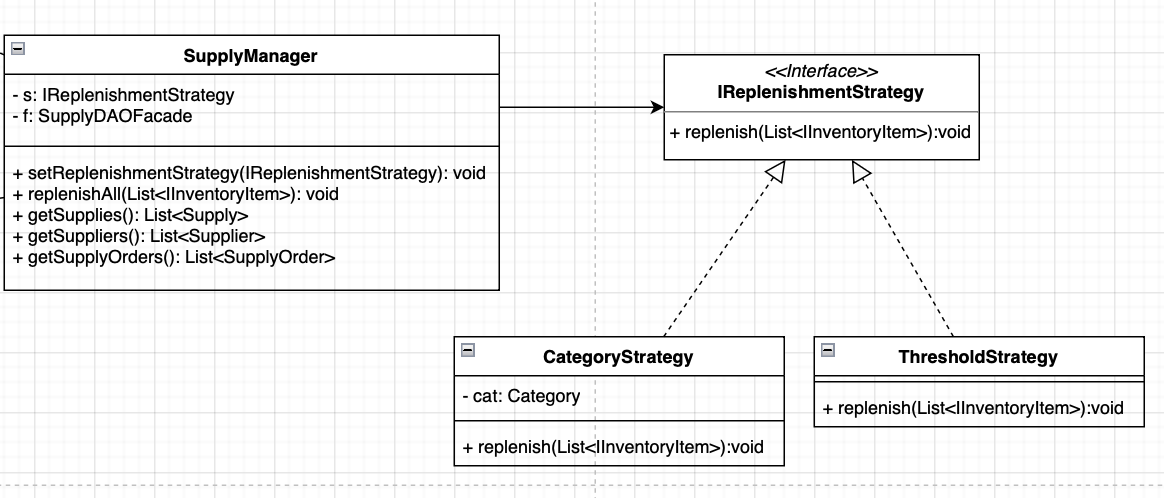 SupplyManager
- s: IReplenishmentStrategy
- f: SupplyDAOFacade
+ setReplenishmentStrategy(IReplenishmentStrategy): void
+ replenishAll(List<IInventoryItem>): void
+ getSupplies(): List<Supply>
+ getSuppliers(): List<Supplier>
+ getSupplyOrders(): List<SupplyOrder>
<<Interface>>
IReplenishmentStrategy
+ replenish(List<IInventoryItem>):void
CategoryStrategy
- cat: Category
+ replenish(List<IInventoryItem>):void
ThresholdStrategy
+ replenish(List<IInventoryItem>):void